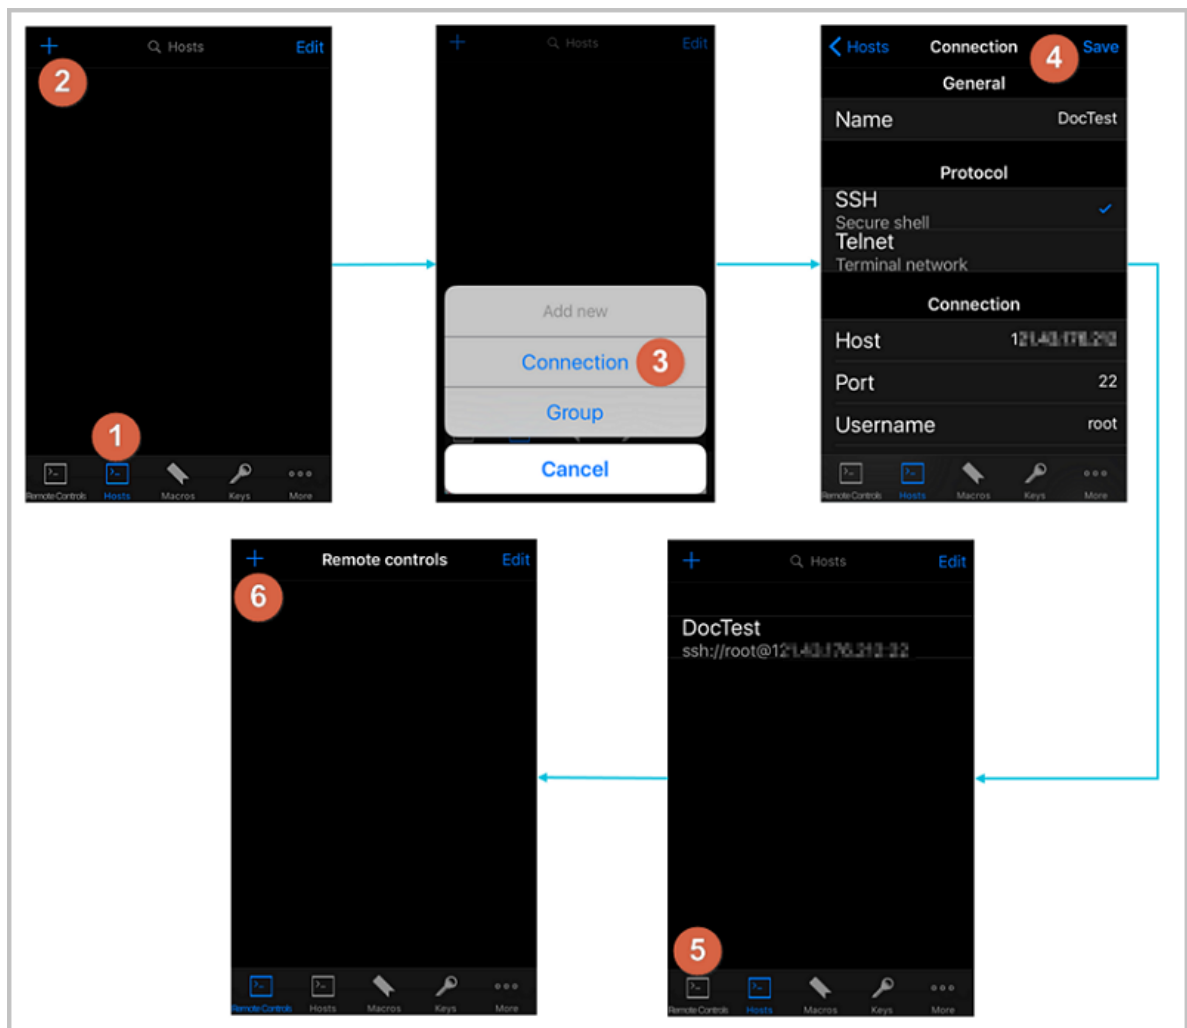 Hosts
Edit
2
1
Remote Controls
Hosts
Macros
Keys
More
Hosts
Edit
Add new
Connection
3
Group
Cancel
Hosts
Connection
4
Save
General
Name
DocTest
Protocol
SSH
Secure shell
Telnet
Terminal network
Connection
Host
Port
22
Username
root
Remote Controls
Hosts
Macros
Keys
More
Remote controls
Edit
6
Remote Controls
Hosts
Macros
Keys
More
Hosts
Edit
DocTest
ssh://root@12
5
Remote Controls
Hosts
Macros
Keys
More